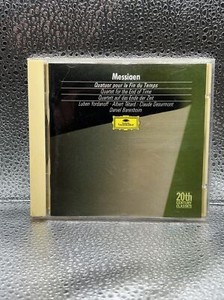 Messiaen
Quatuor pour la Fin du Temps
Quartet for the End of Time
Quartett auf das Ende der Zeit
Luben Yordanoff · Albert Tétard · Claude Desurmont
Daniel Barenboim
20th
CENTURY
CLASSICS